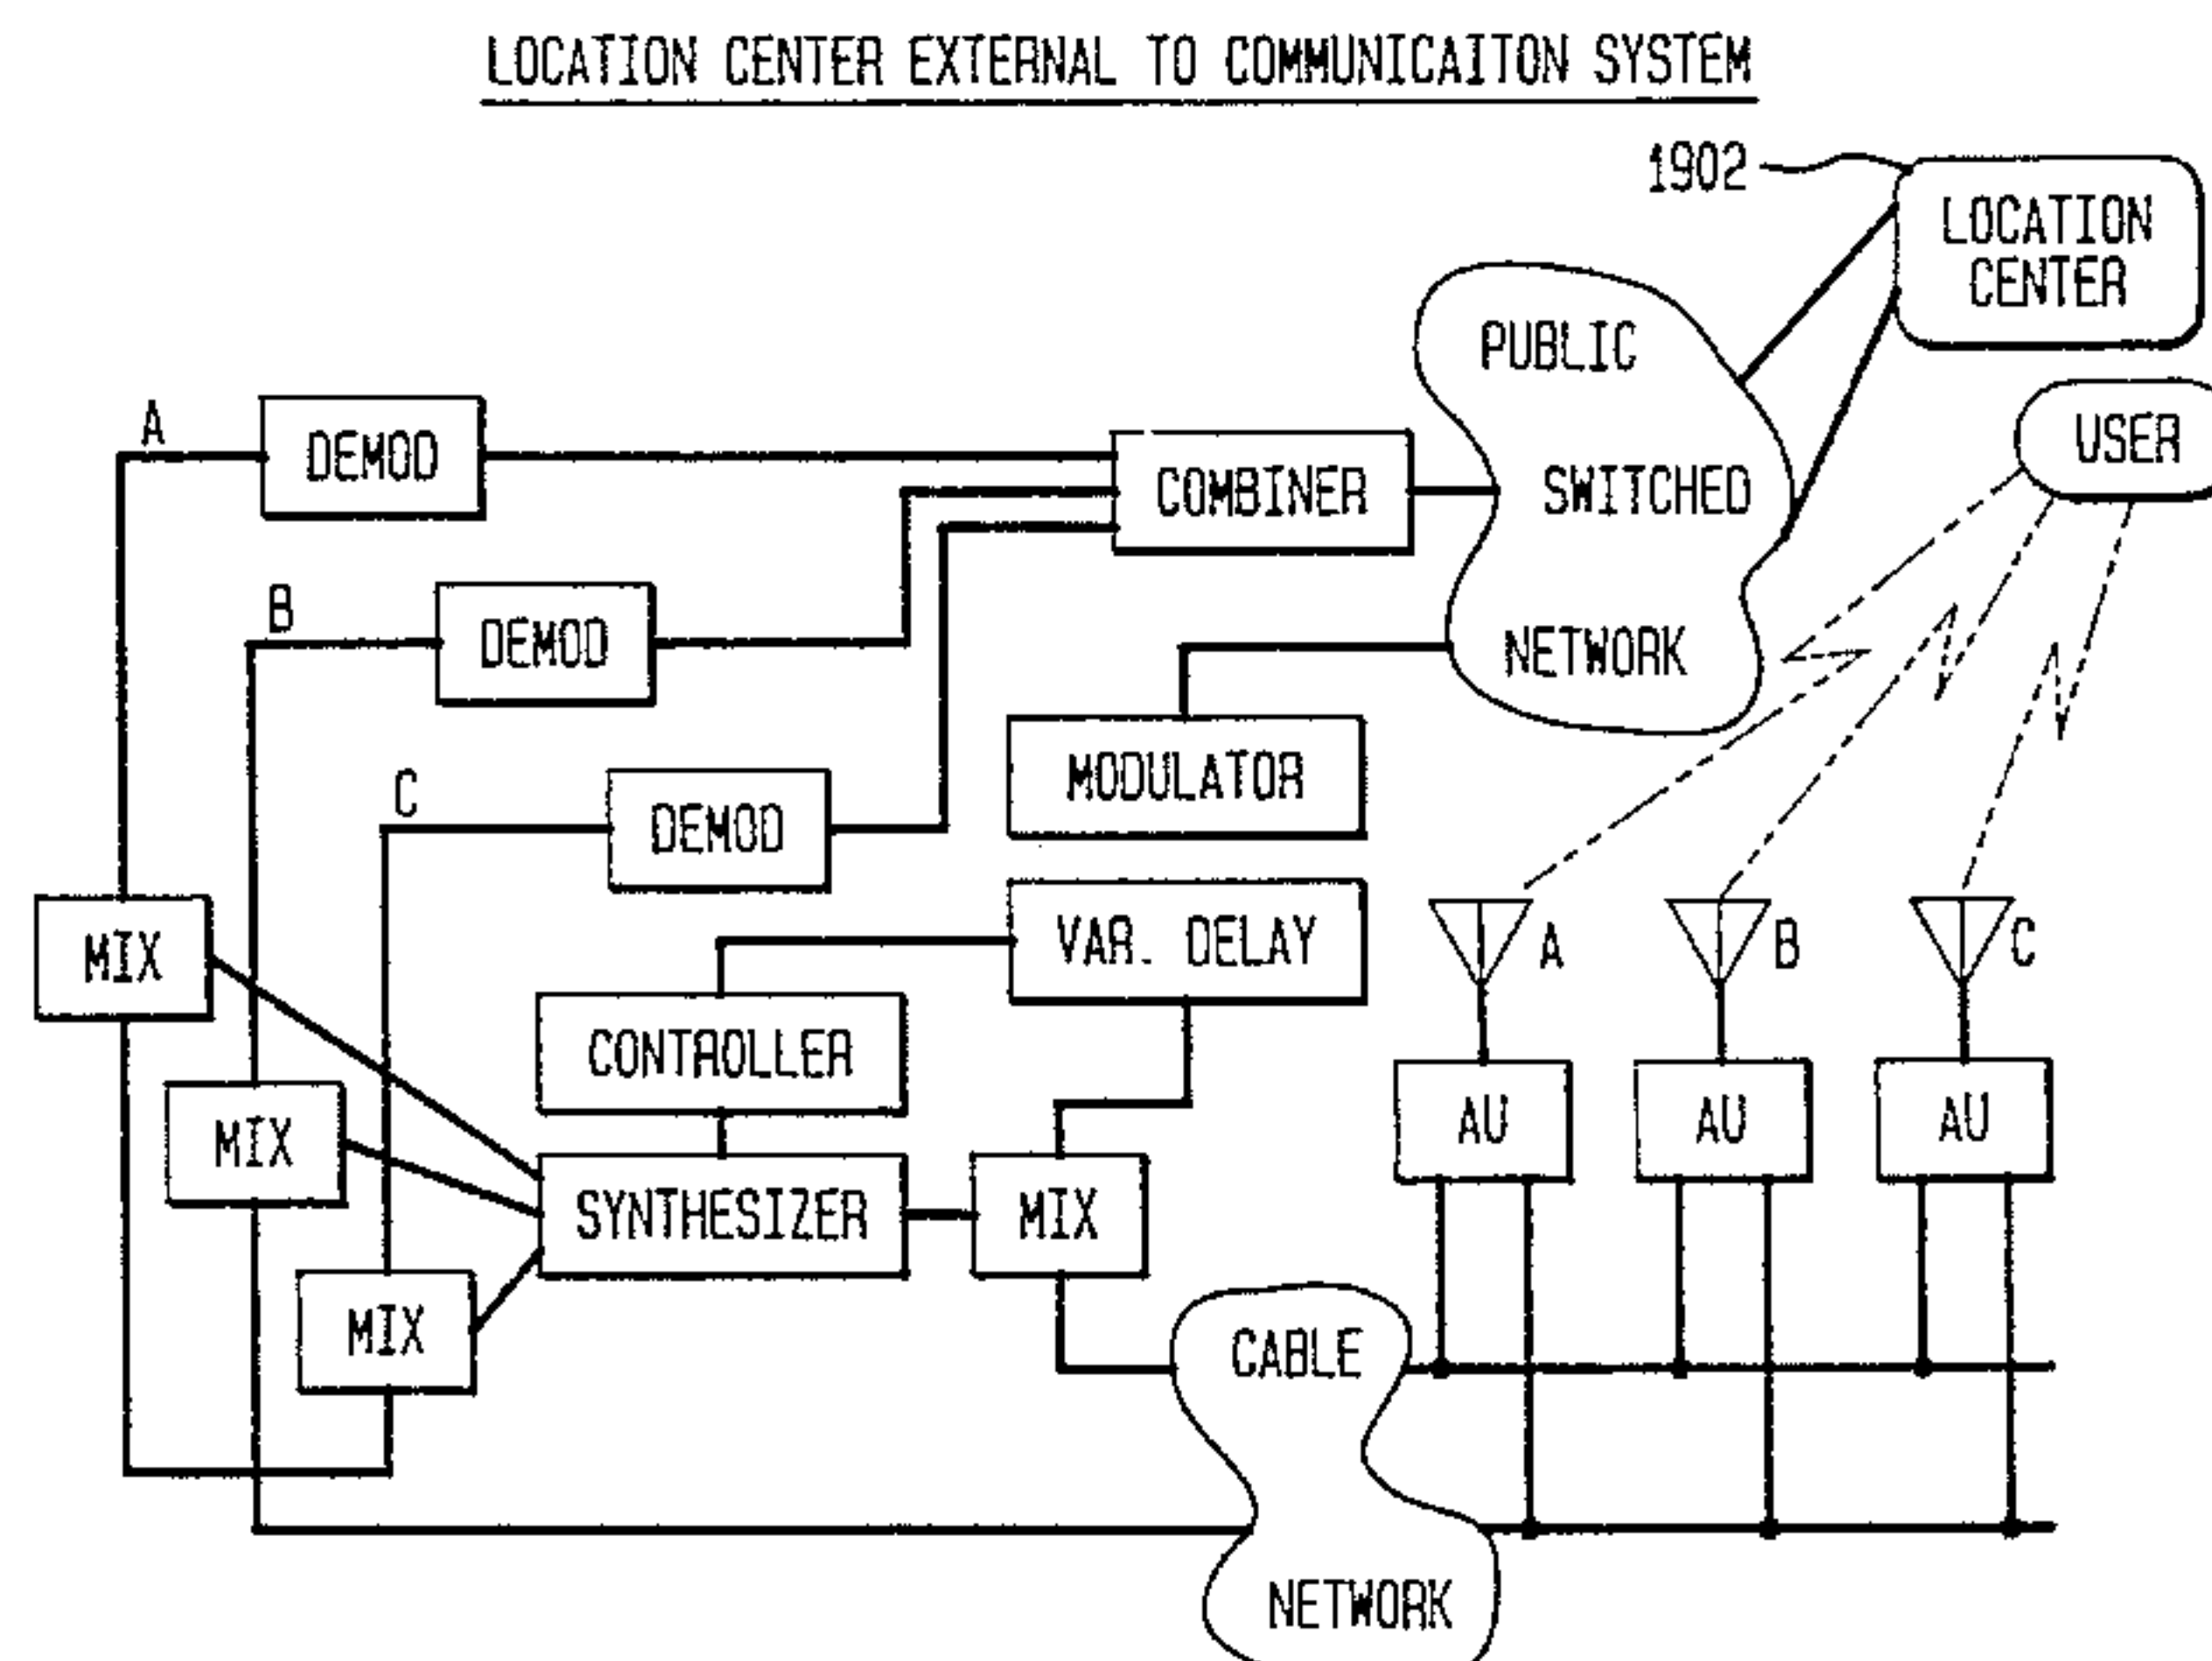 LOCATION CENTER EXTERNAL TO COMMUNICAITON SYSTEM
1902
LOCATION
CENTER
PUBLIC
SWITCHED
NETWORK
USER
A
DEMOD
COMBINER
B
DEMOD
C
DEMOD
MODULATOR
MIX
VAR. DELAY
A
B
C
CONTROLLER
AU
AU
AU
MIX
SYNTHESIZER
MIX
MIX
CABLE
NETWORK